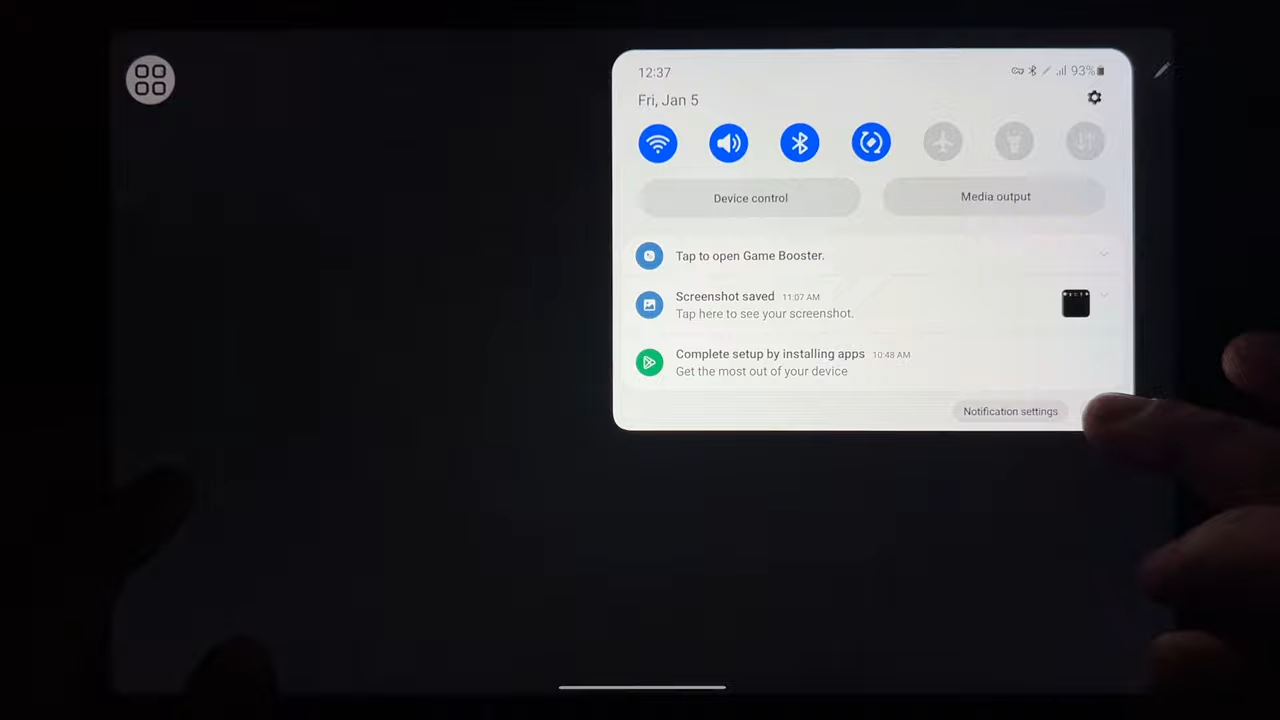 12:37
93%
Fri, Jan 5
Device control
Media output
Tap to open Game Booster.
Screenshot saved 11:07 AM
Tap here to see your screenshot.
Complete setup by installing apps 10:48 AM
Get the most out of your device
Notification settings